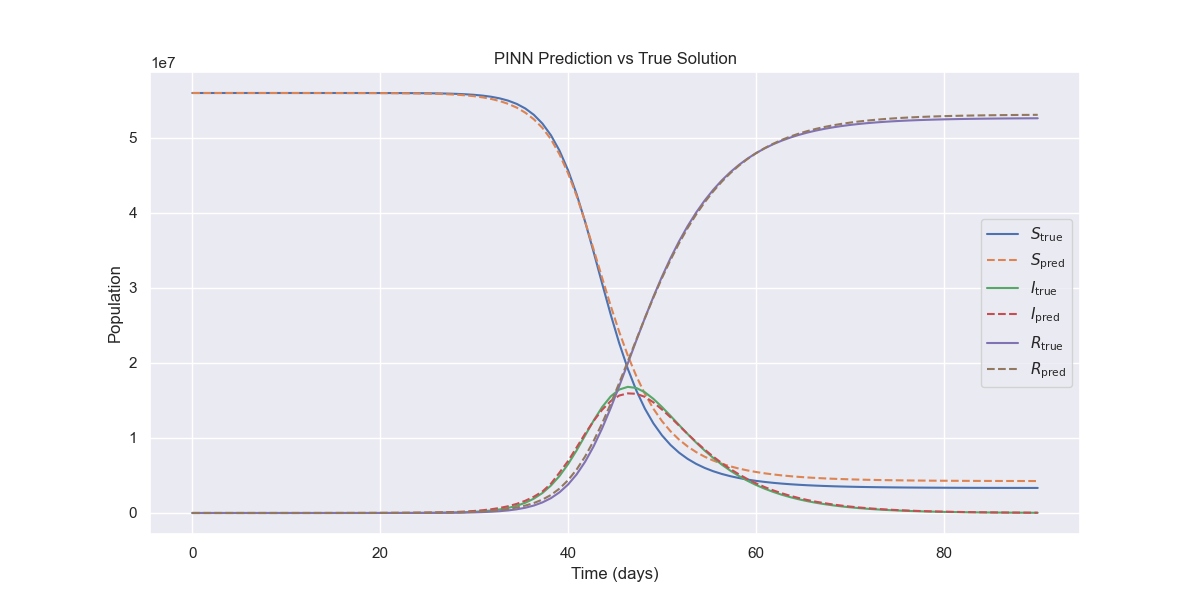 PINN Prediction vs True Solution
1e7
5
4
3
2
1
0
Population
0 20 40 60 80
Time (days)
S_true
S_pred
I_true
I_pred
R_true
R_pred